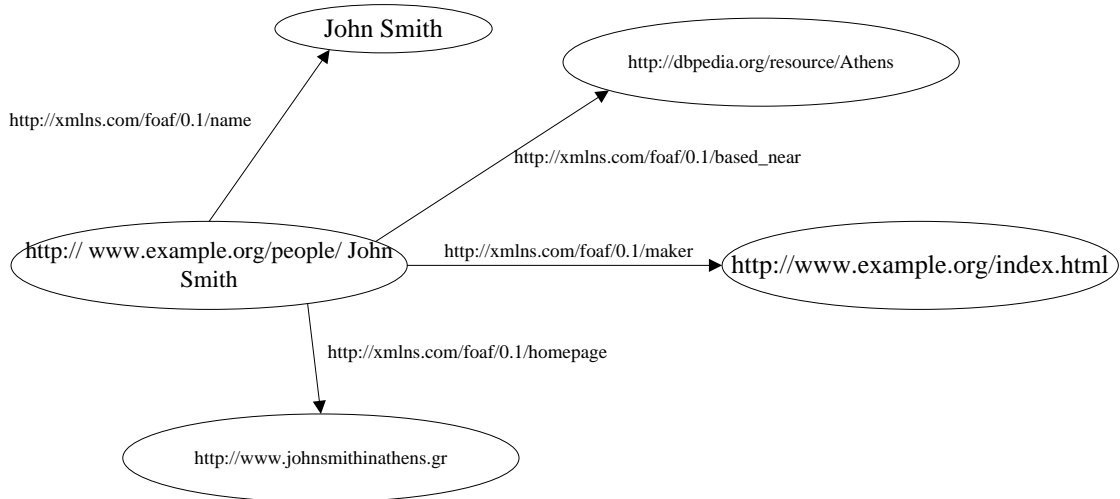 John Smith
http://dbpedia.org/resource/Athens
http://xmlns.com/foaf/0.1/name
http://xmlns.com/foaf/0.1/based_near
http:// www.example.org/people/ John
Smith
http://xmlns.com/foaf/0.1/maker
http://www.example.org/index.html
http://xmlns.com/foaf/0.1/homepage
http://www.johnsmithinathens.gr